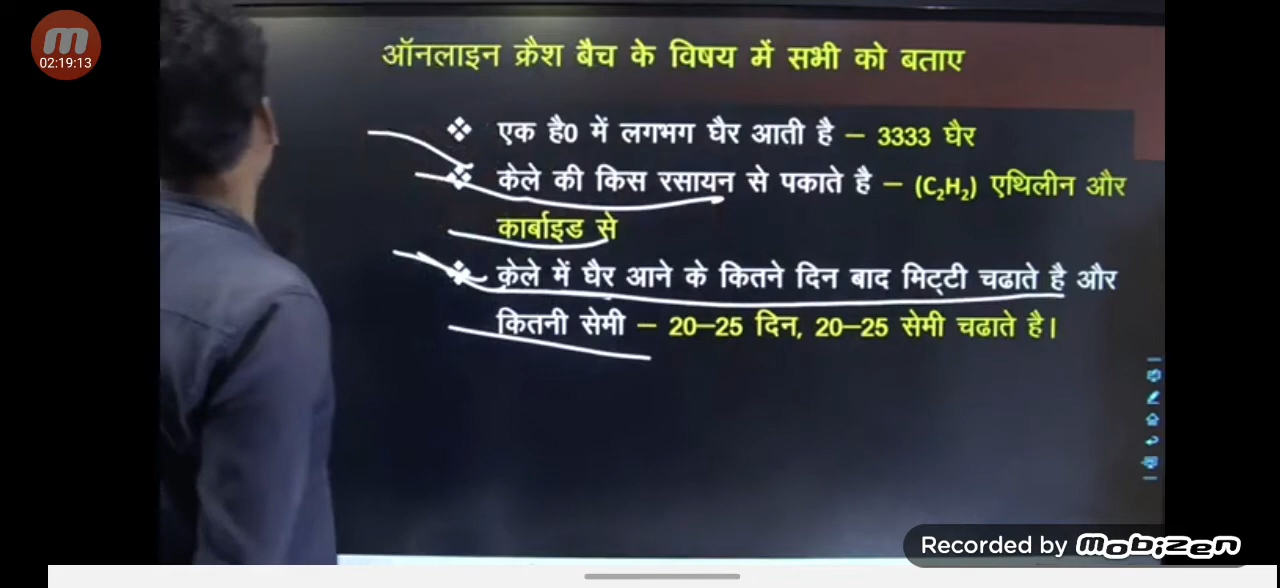 02:19:13
ऑनलाइन क्रैश बैच के विषय में सभी को बताए
❖ एक है0 में लगभग घैर आती है – 3333 घैर
❖ केले की किस रसायन से पकाते है – (C₂H₂) एथिलीन और
कार्बाइड से
❖ केले में घैर आने के कितने दिन बाद मिट्टी चढाते है और
कितनी सेमी – 20–25 दिन, 20–25 सेमी चढाते है।
Recorded by mobizen